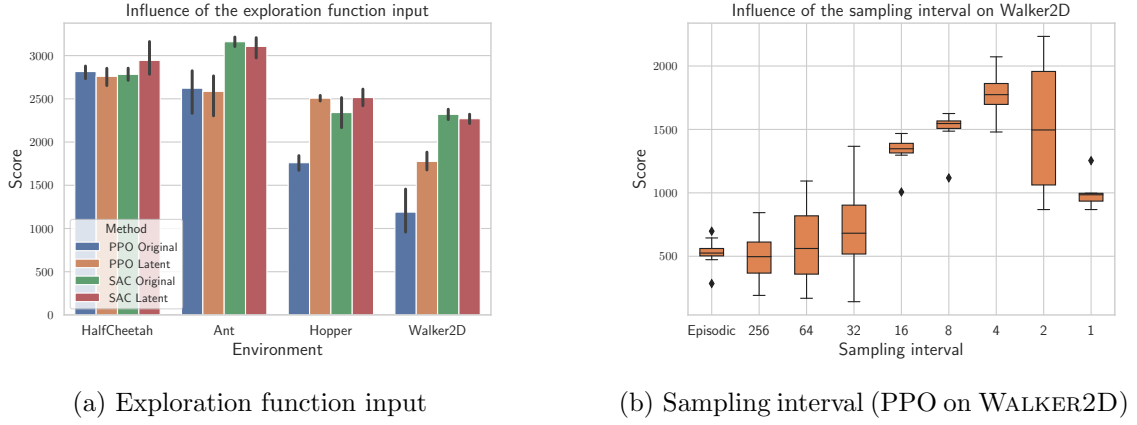 Influence of the exploration function input
3000
2500
2000
1500
1000
500
0
Score
Method
PPO Original
PPO Latent
SAC Original
SAC Latent
HalfCheetah Ant Hopper Walker2D
Environment
(a) Exploration function input
Influence of the sampling interval on Walker2D
2000
1500
1000
500
Score
Episodic 256 64 32 16 8 4 2 1
Sampling interval
(b) Sampling interval (PPO on WALKER2D)